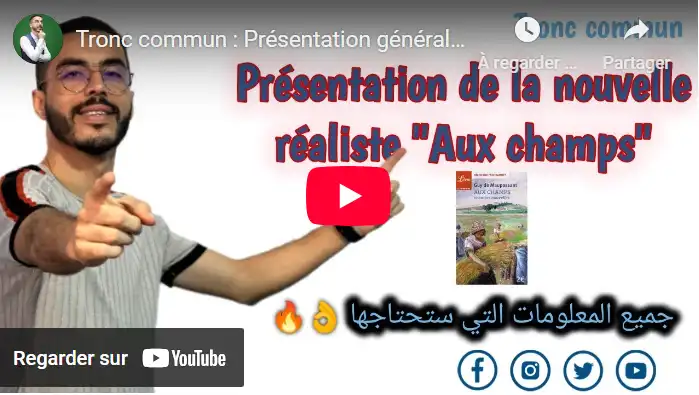 Tronc commun : Présentation général...
Tronc commun
À regarder ...
Partager
Présentation de la nouvelle
réaliste "Aux champs"
Guy de Maupassant
AUX CHAMPS
جميع المعلومات التي ستحتاجها 👌🔥
Regarder sur YouTube